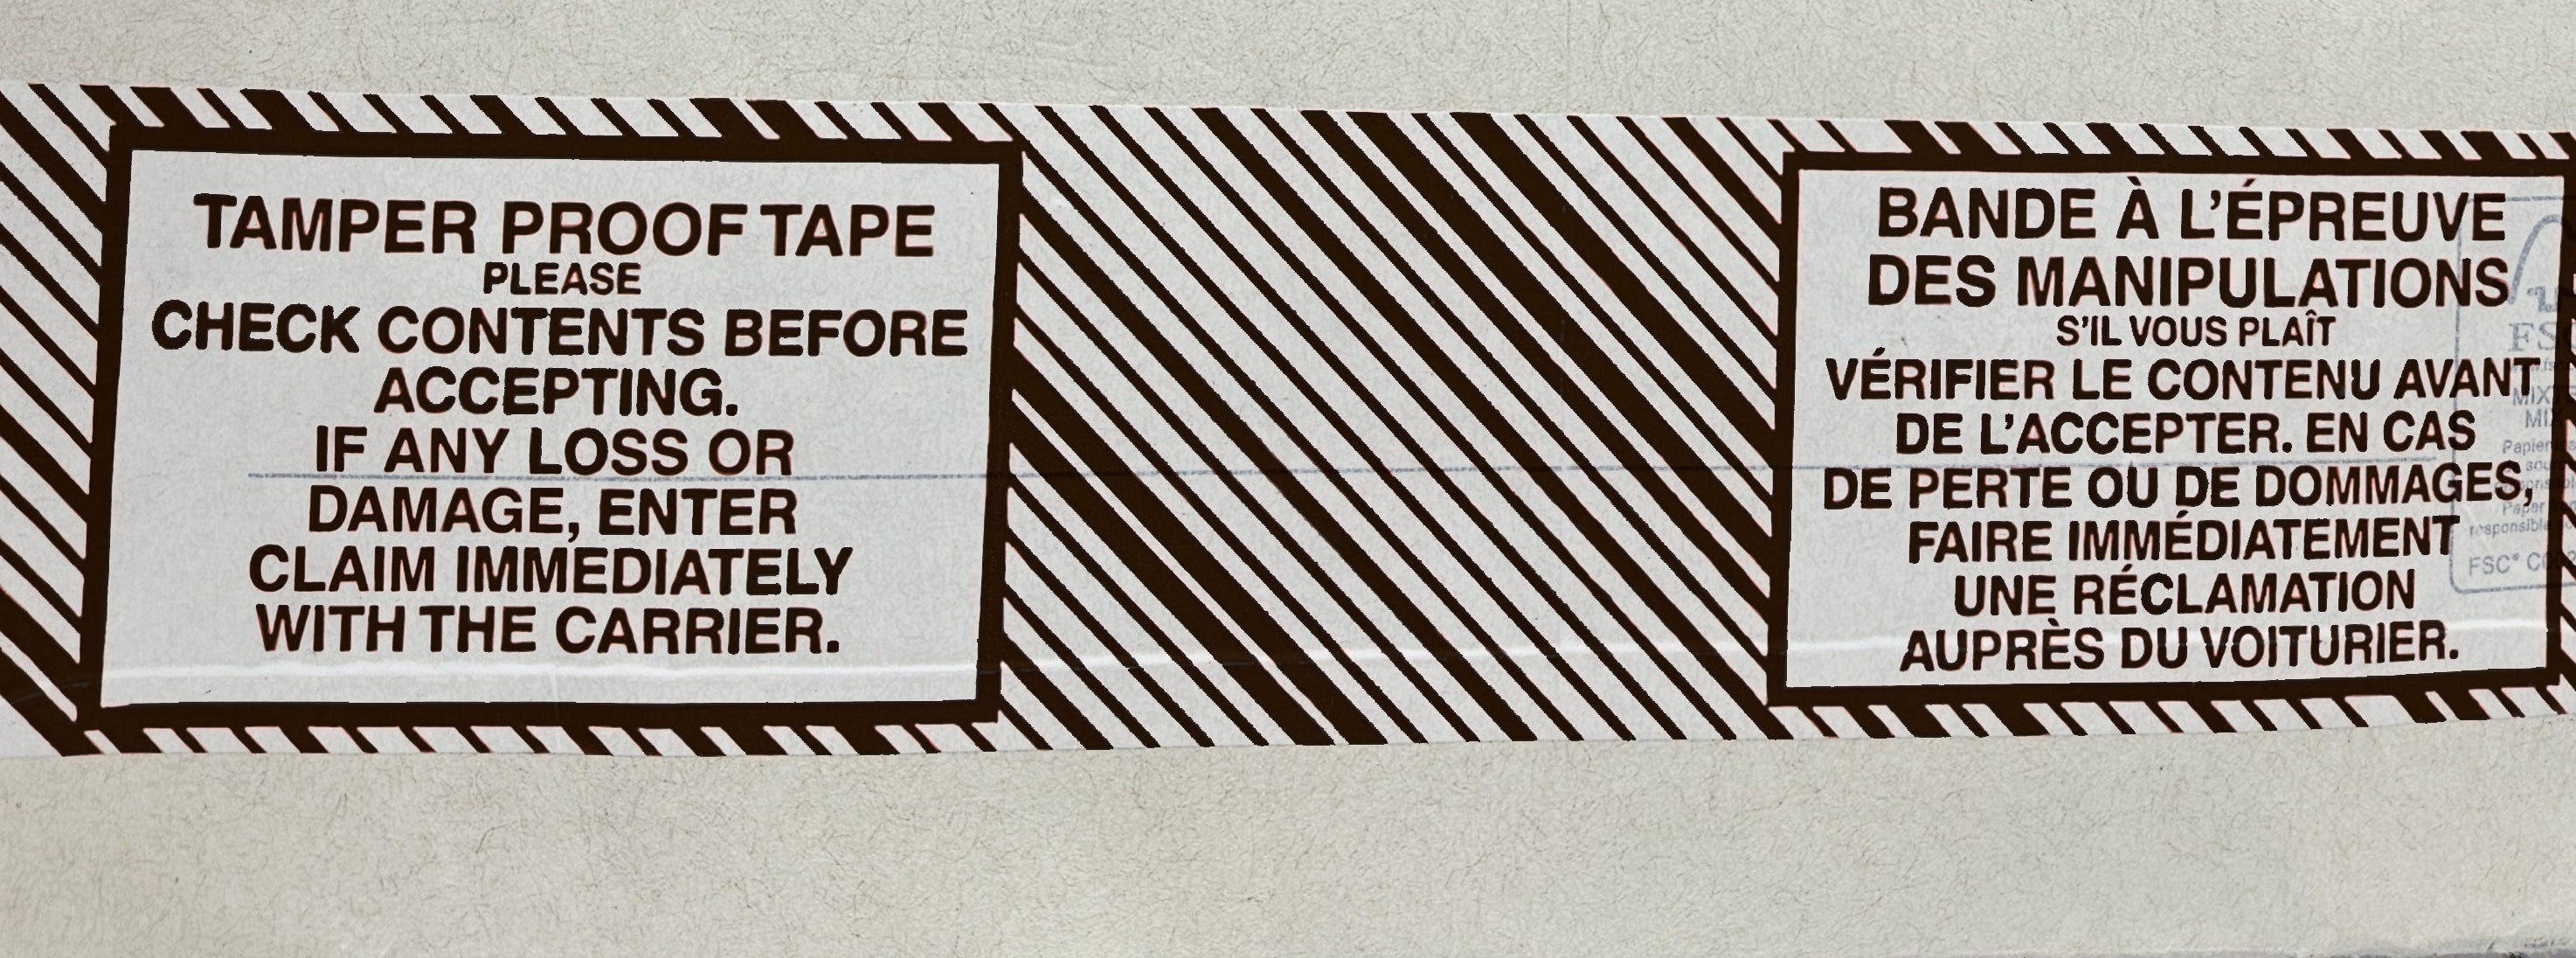 TAMPER PROOF TAPE
PLEASE
CHECK CONTENTS BEFORE
ACCEPTING.
IF ANY LOSS OR
DAMAGE, ENTER
CLAIM IMMEDIATELY
WITH THE CARRIER.
BANDE À L'ÉPREUVE
DES MANIPULATIONS
S'IL VOUS PLAÎT
VÉRIFIER LE CONTENU AVANT
DE L'ACCEPTER. EN CAS
DE PERTE OU DE DOMMAGES,
FAIRE IMMÉDIATEMENT
UNE RÉCLAMATION
AUPRÈS DU VOITURIER.
FSC®